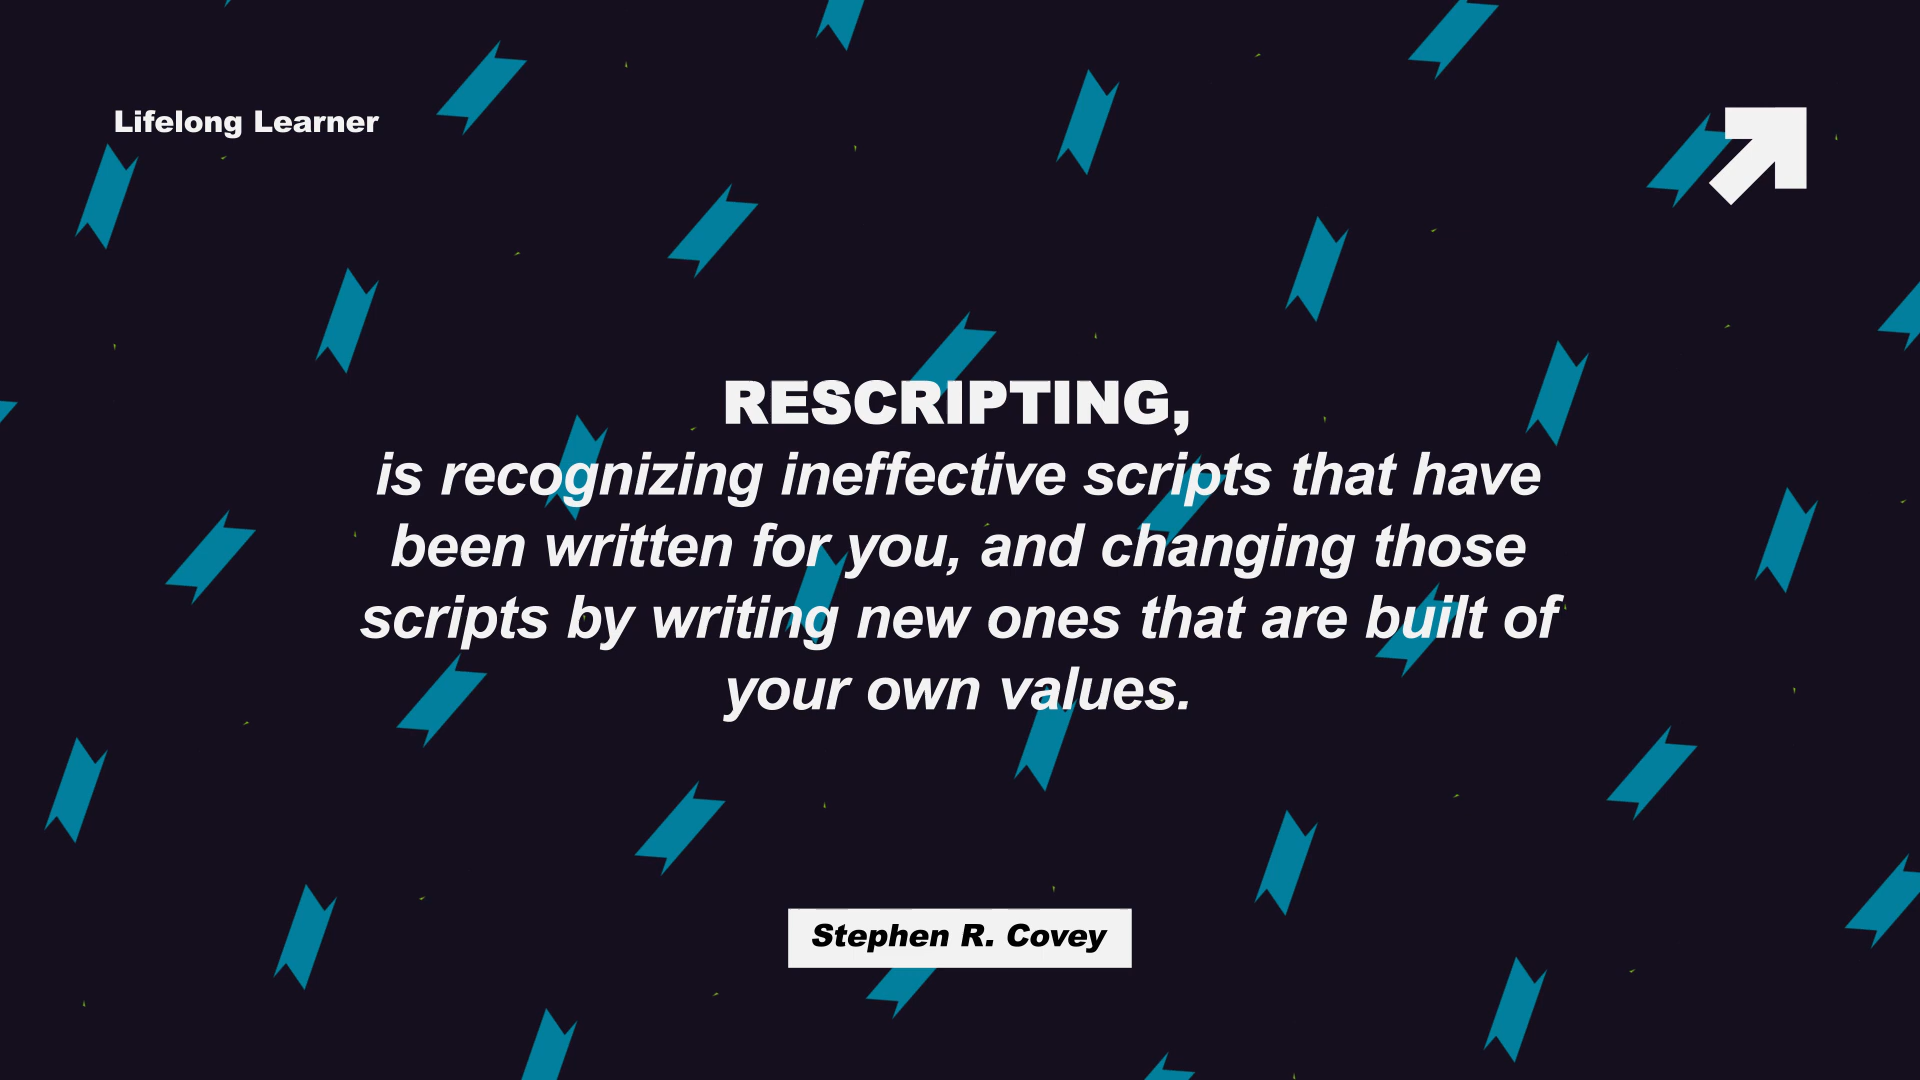 Lifelong Learner
RESCRIPTING,
is recognizing ineffective scripts that have
been written for you, and changing those
scripts by writing new ones that are built of
your own values.
Stephen R. Covey